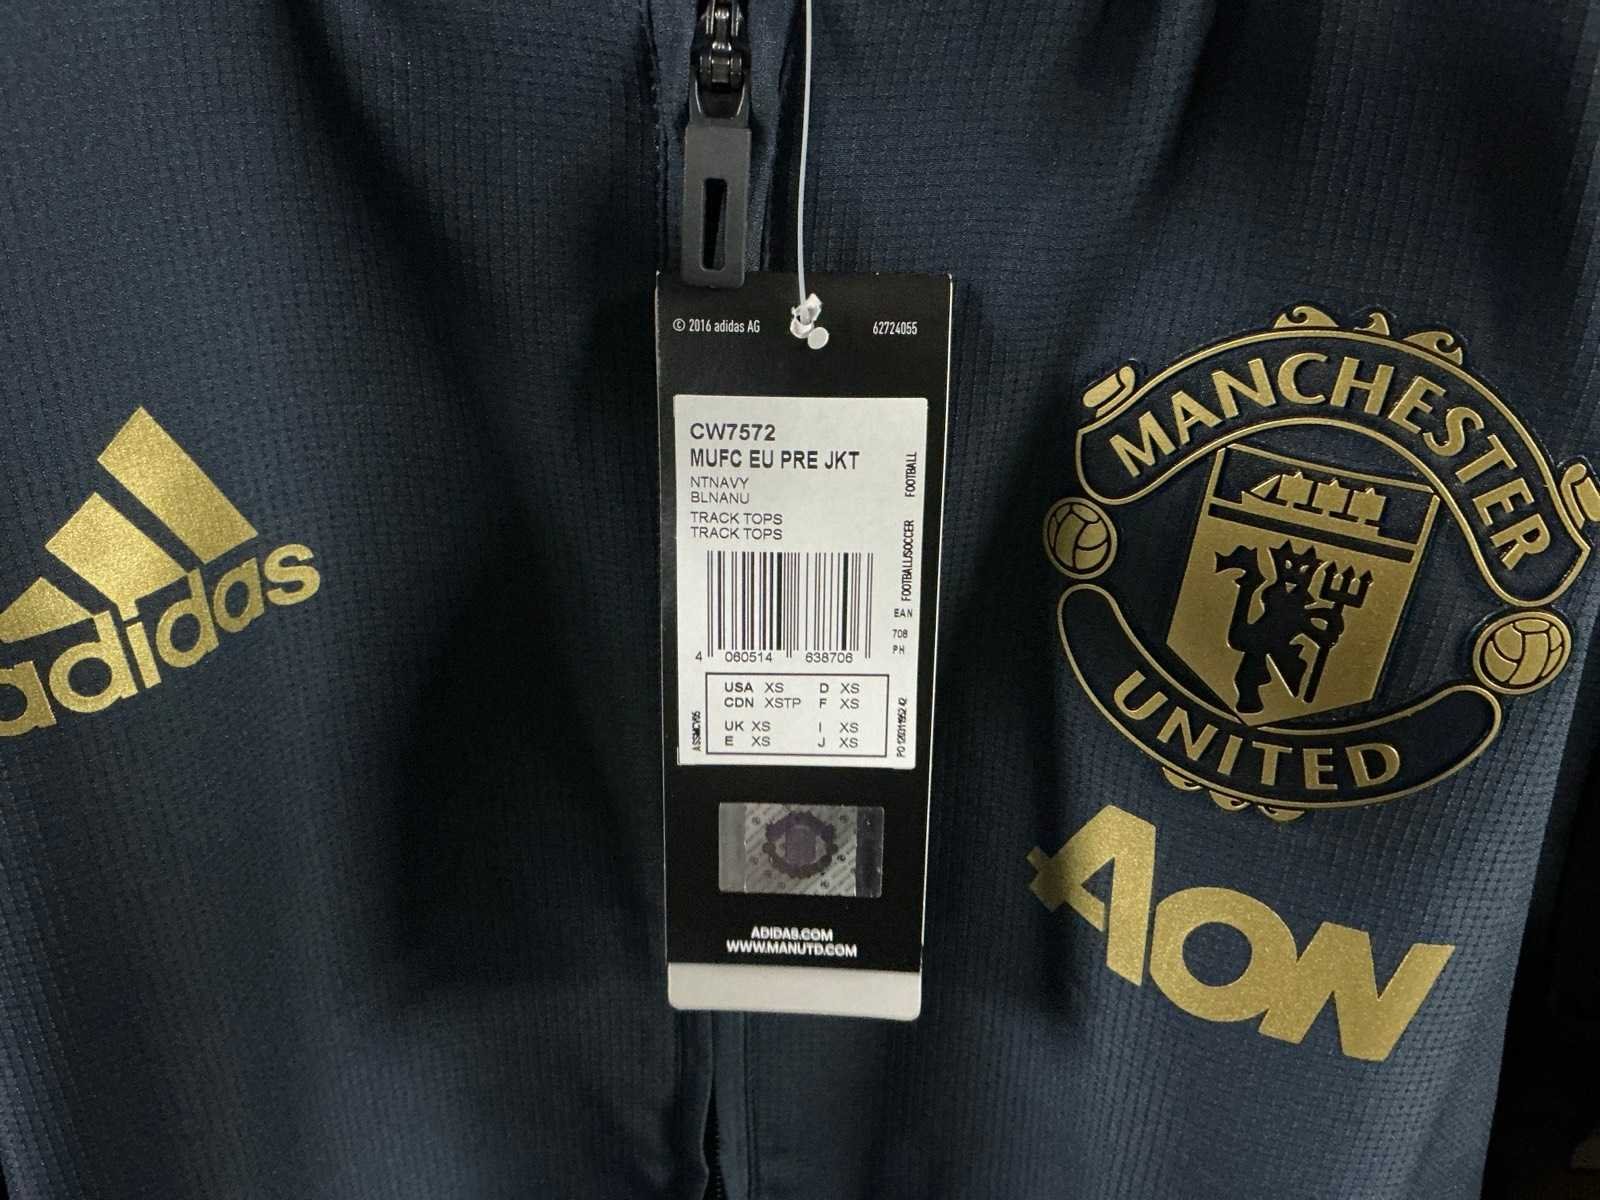 © 2016 adidas AG
62724055
CW7572
MUFC EU PRE JKT
NTNAVY
BLNANU
TRACK TOPS
TRACK TOPS
FOOTBALL/SOCCER FOOTBALL
EAN
708
PH
4 060514 638706
USA XS D XS
CDN XSTP F XS
UK XS I XS
E XS J XS
ADIDAS.COM
WWW.MANUTD.COM
adidas
MANCHESTER
UNITED
AON